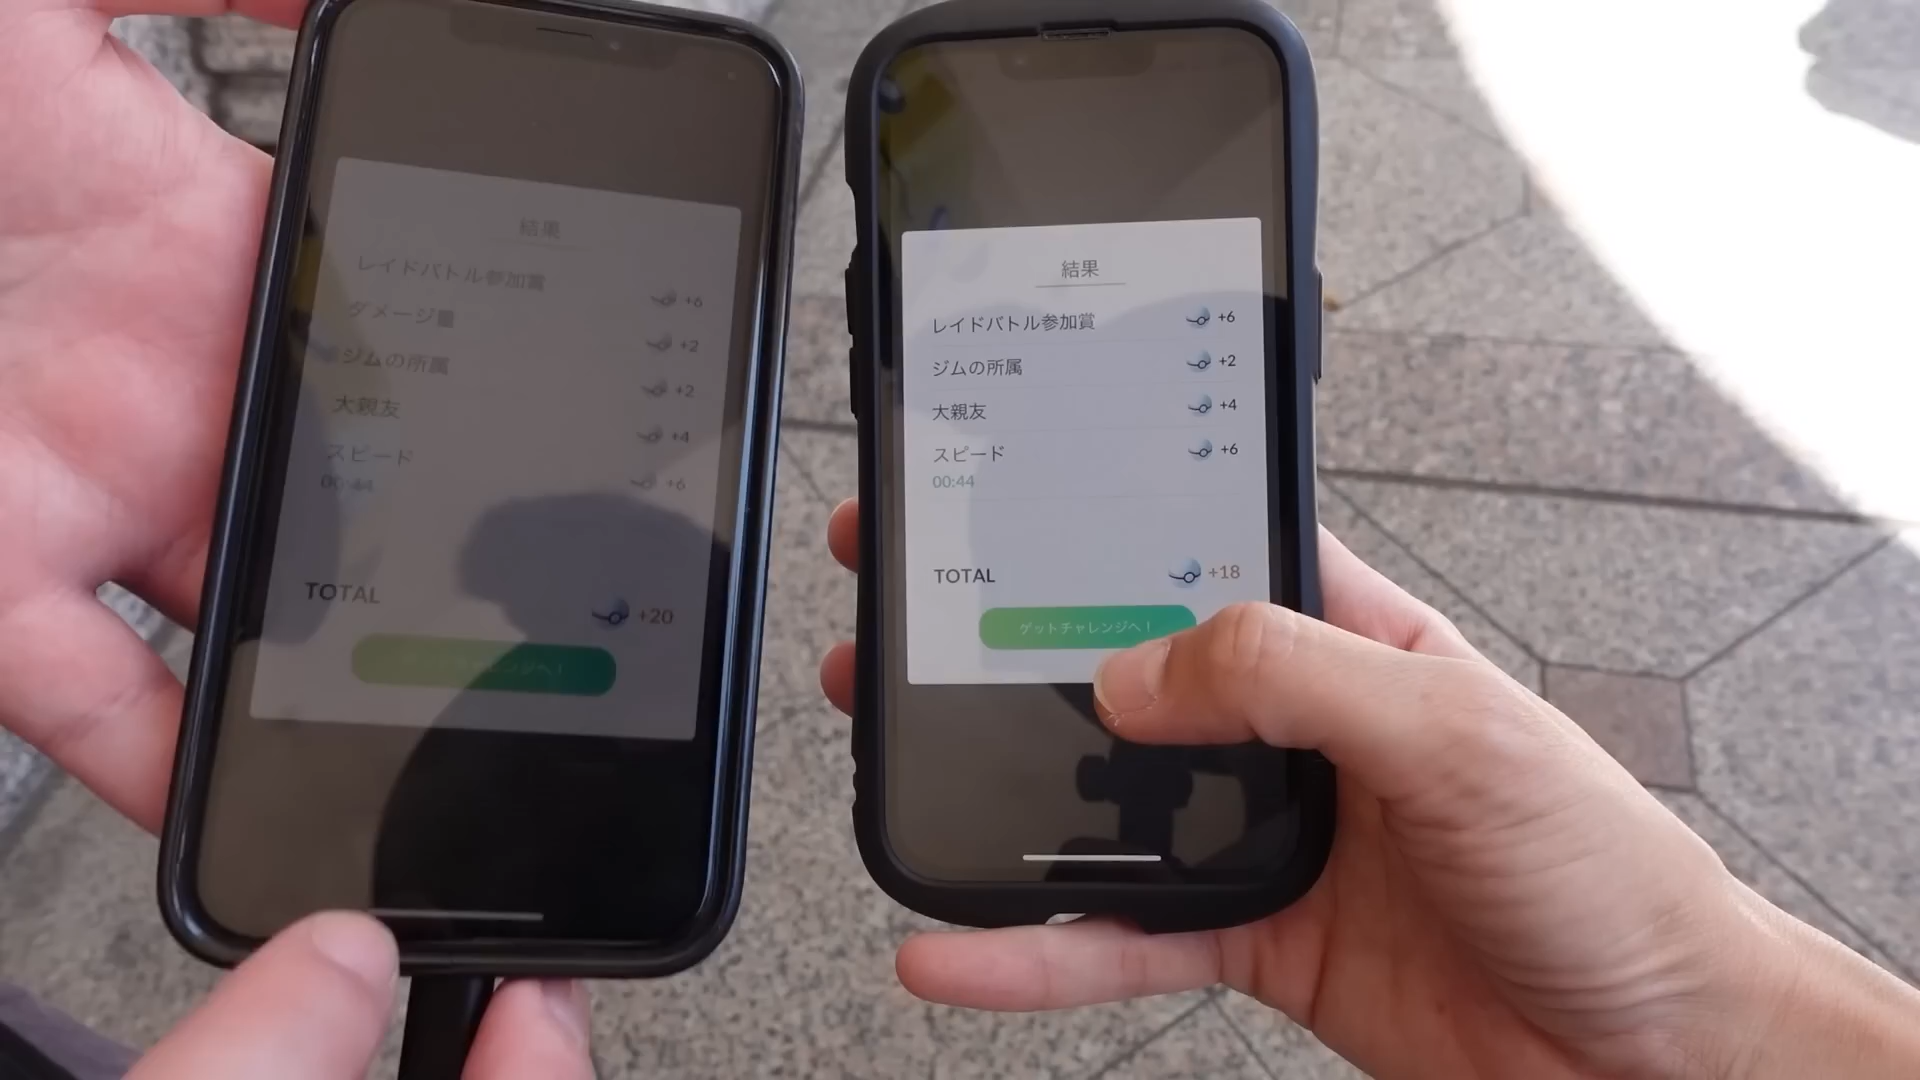 結果
レイドバトル参加賞 +6
ダメージ量 +2
ジムの所属 +2
大親友 +4
スピード +6
00:44
TOTAL +20
結果
レイドバトル参加賞 +6
ジムの所属 +2
大親友 +4
スピード +6
00:44
TOTAL +18
ゲットチャレンジへ！